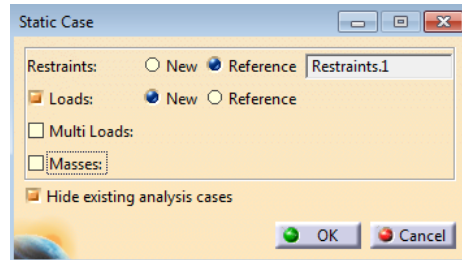 Static Case
Restraints: New Reference Restraints.1
Loads: New Reference
Multi Loads:
Masses:
Hide existing analysis cases
OK Cancel